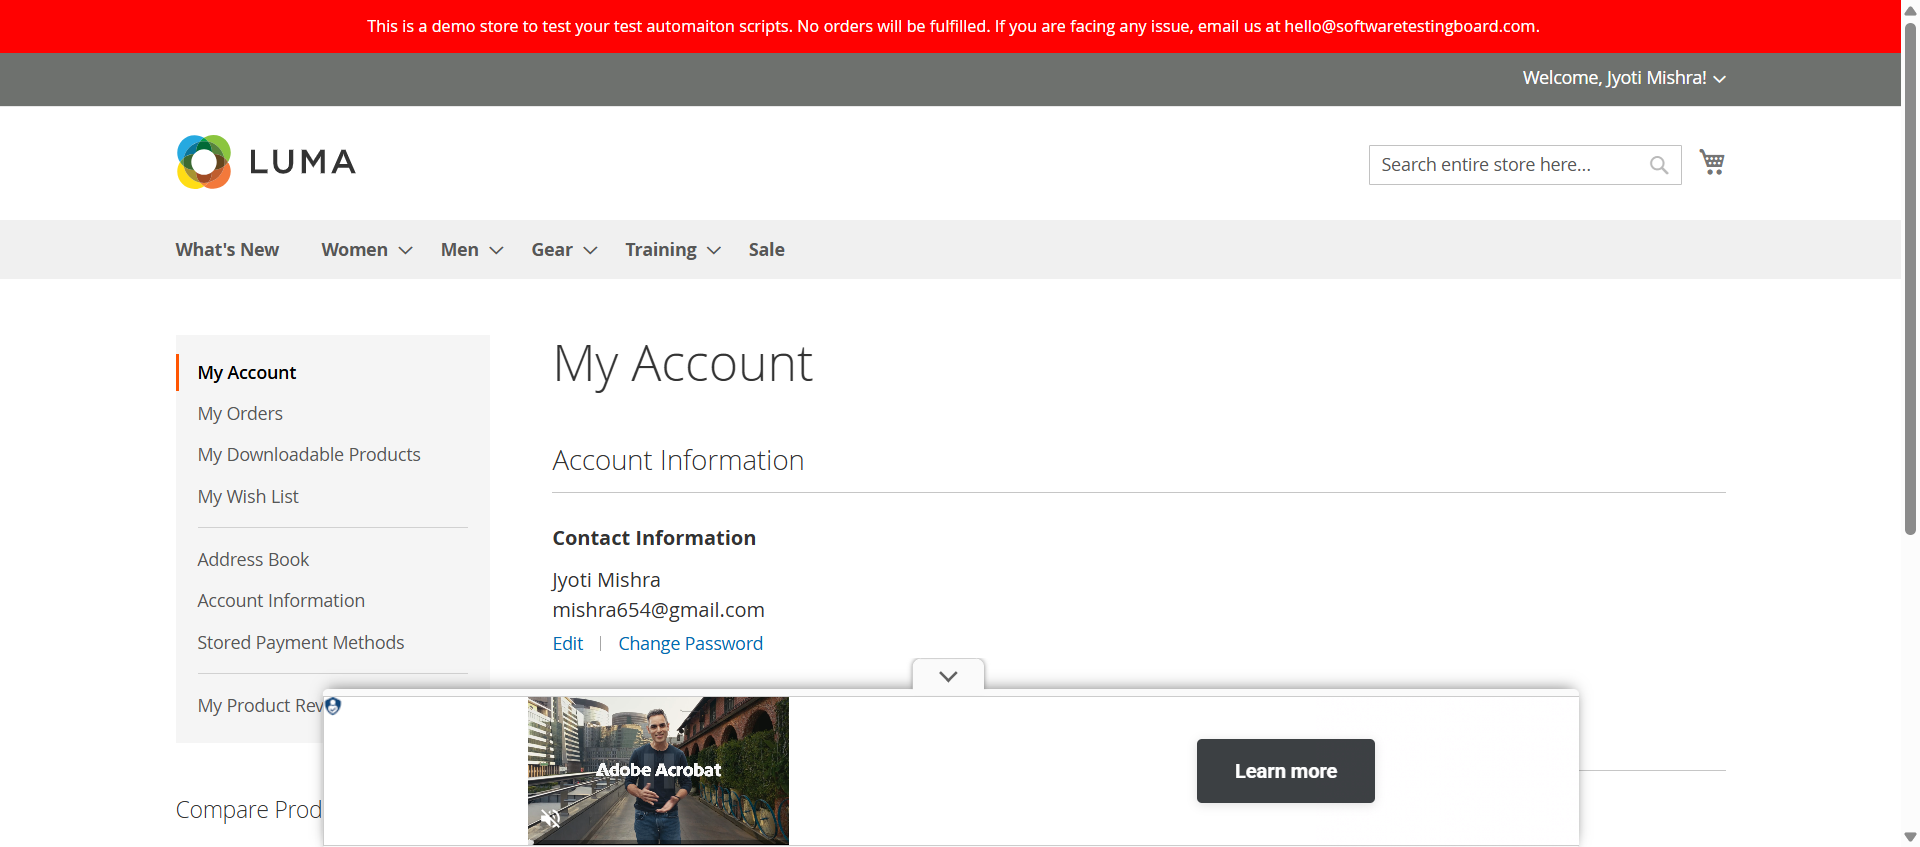 This is a demo store to test your test automaiton scripts. No orders will be fulfilled. If you are facing any issue, email us at hello@softwaretestingboard.com.
Welcome, Jyoti Mishra!
LUMA
Search entire store here...
What's New Women Men Gear Training Sale
My Account
My Orders
My Downloadable Products
My Wish List
Address Book
Account Information
Stored Payment Methods
My Product Rev
Compare Prod
My Account
Account Information
Contact Information
Jyoti Mishra
mishra654@gmail.com
Edit | Change Password
Adobe Acrobat
Learn more